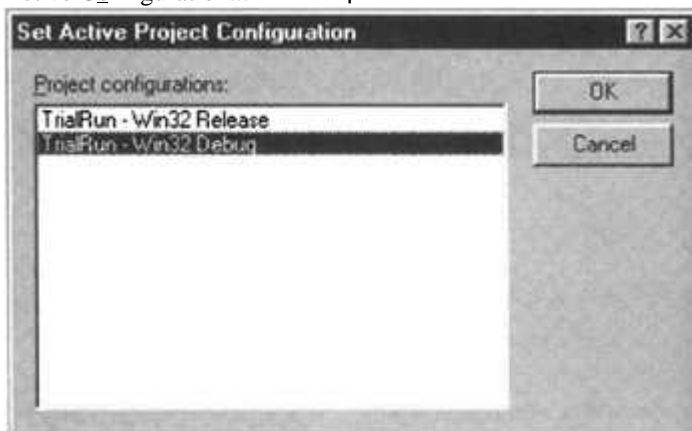 Set Active Project Configuration
Project configurations:
TrialRun - Win32 Release
TrialRun - Win32 Debug
OK
Cancel